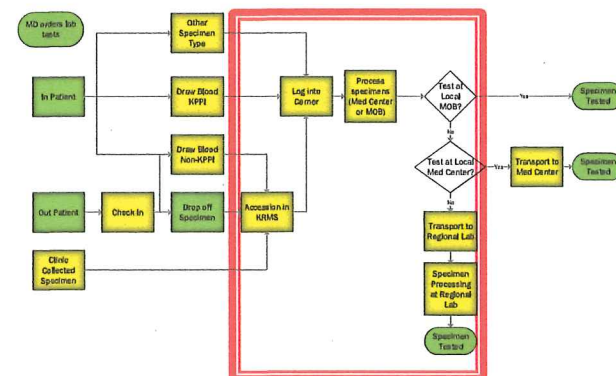 MD orders lab
tests
Other
Specimen
Type
In Patient
Draw Blood
KPPI
Log into
Cerner
Process
specimens
(Med Center
or MOB)
Test at
Local
MOB?
Yes
Specimen
Tested
No
Draw Blood
Non-KPPI
Test at Local
Med Center?
Yes
Transport to
Med Center
Specimen
Tested
No
Out Patient
Check In
Drop off
Specimen
Accession in
KRMS
Transport to
Regional Lab
Clinic
Collected
Specimen
Specimen
Processing
at Regional
Lab
Specimen
Tested